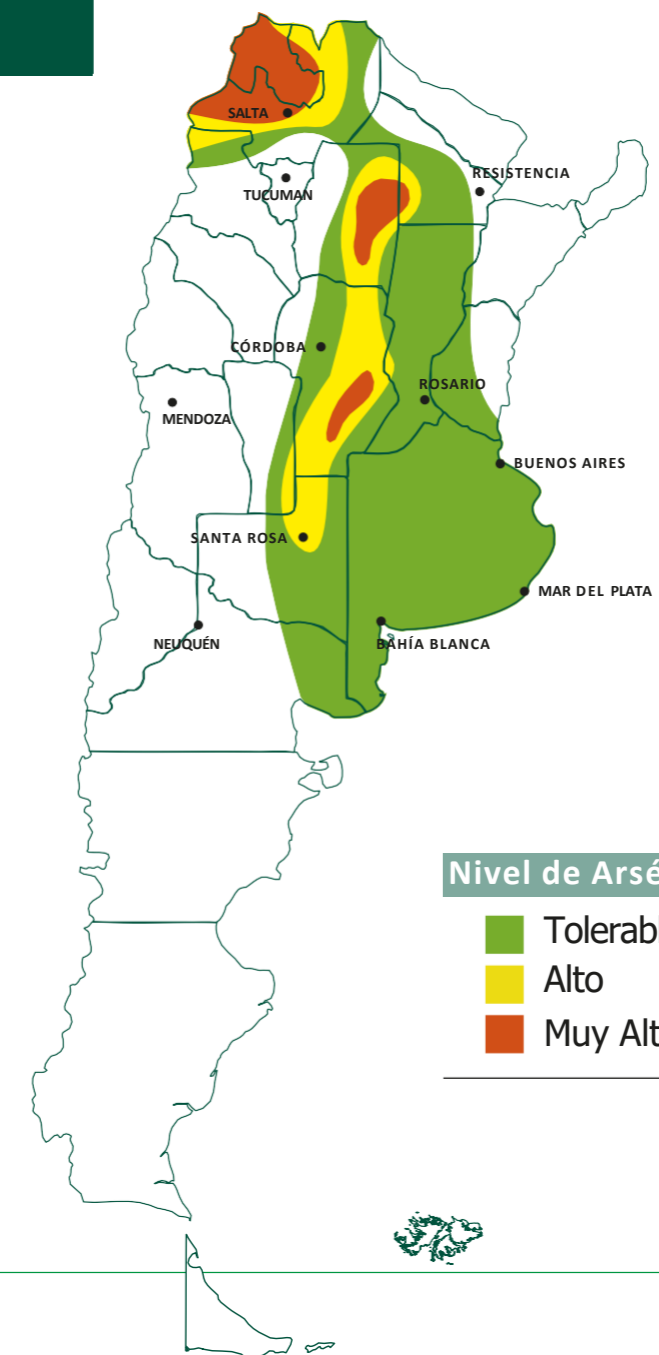 SALTA
RESISTENCIA
TUCUMAN
CÓRDOBA
ROSARIO
MENDOZA
BUENOS AIRES
SANTA ROSA
MAR DEL PLATA
NEUQUÉN
BAHÍA BLANCA
Nivel de Arsé
Tolerabl
Alto
Muy Alt